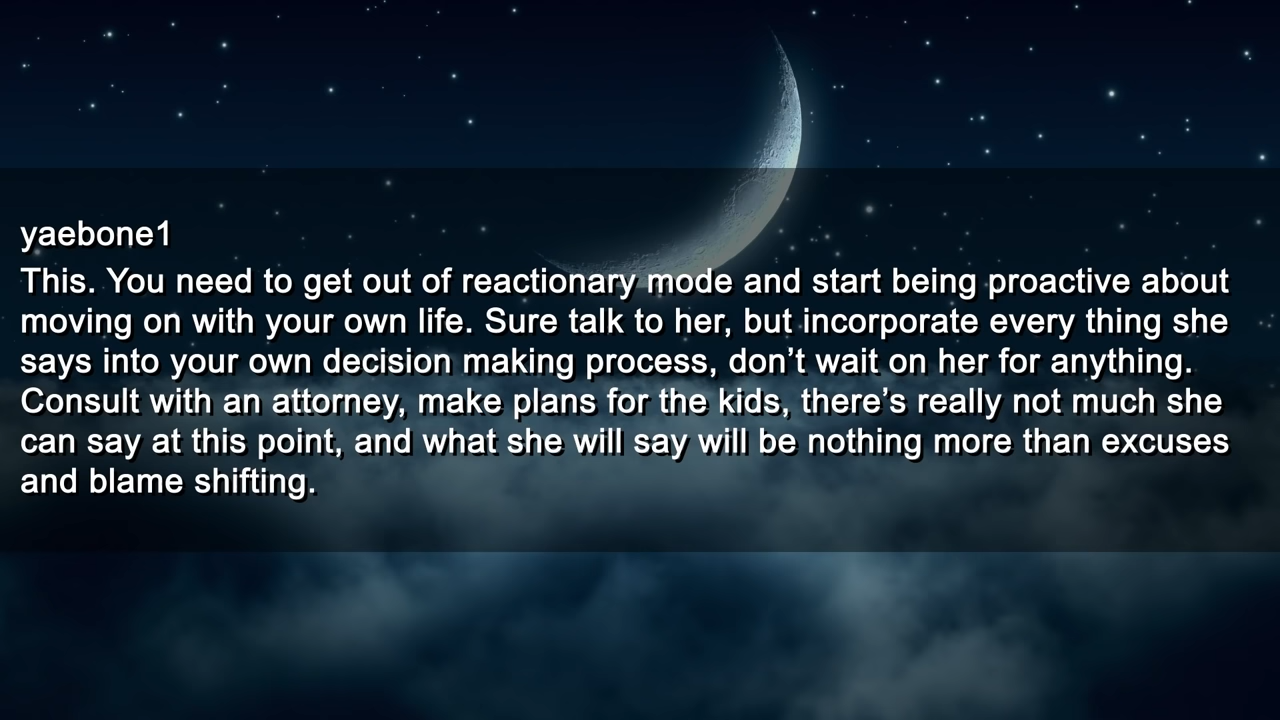 yaebone1
This. You need to get out of reactionary mode and start being proactive about
moving on with your own life. Sure talk to her, but incorporate every thing she
says into your own decision making process, don’t wait on her for anything.
Consult with an attorney, make plans for the kids, there’s really not much she
can say at this point, and what she will say will be nothing more than excuses
and blame shifting.